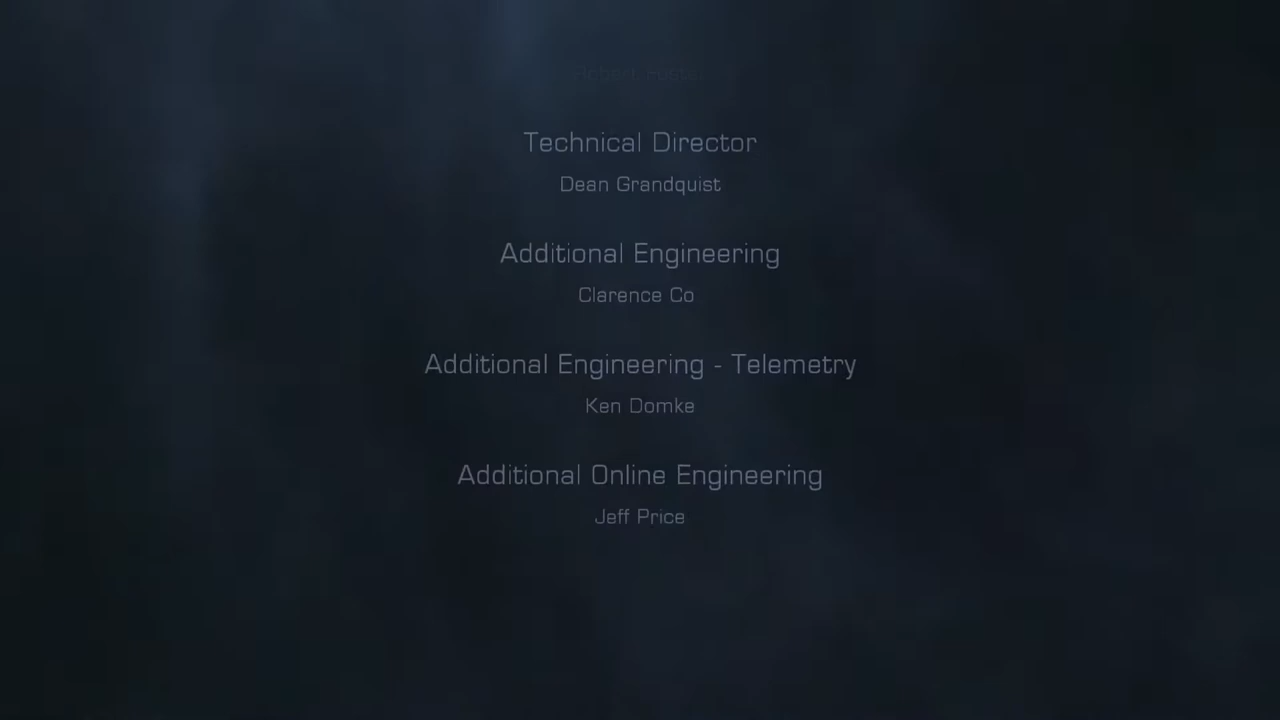 Technical Director
Dean Grandquist
Additional Engineering
Clarence Co
Additional Engineering - Telemetry
Ken Domke
Additional Online Engineering
Jeff Price